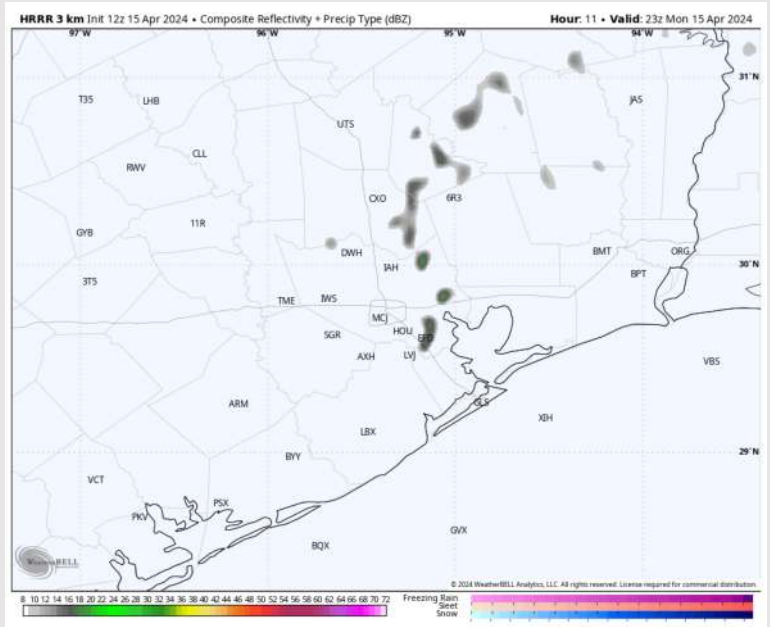 HRRR 3 km Init 12z 15 Apr 2024 • Composite Reflectivity + Precip Type (dBZ)
Hour: 11 • Valid: 23z Mon 15 Apr 2024
97°W 96°W 95°W 94°W
31°N
T35 LHB JAS
UTS
CLL
RWV
CXO 6R3
11R
GYB
DWH BMT ORG
30°N
IAH BPT
3T5
TME IWS
MCJ
SGR HOU EFD
AXH LVJ VBS
ARM GLS
LBX XIH
BYY 29°N
VCT
PSX
PKV
GVX
BQX
WeatherBELL
© 2024 WeatherBELL Analytics, LLC. All rights reserved. License required for commercial distribution.
8 10 12 14 16 18 20 22 24 26 28 30 32 34 36 38 40 42 44 46 48 50 52 54 56 58 60 62 64 66 68 70 72
Freezing Rain
Sleet
Snow